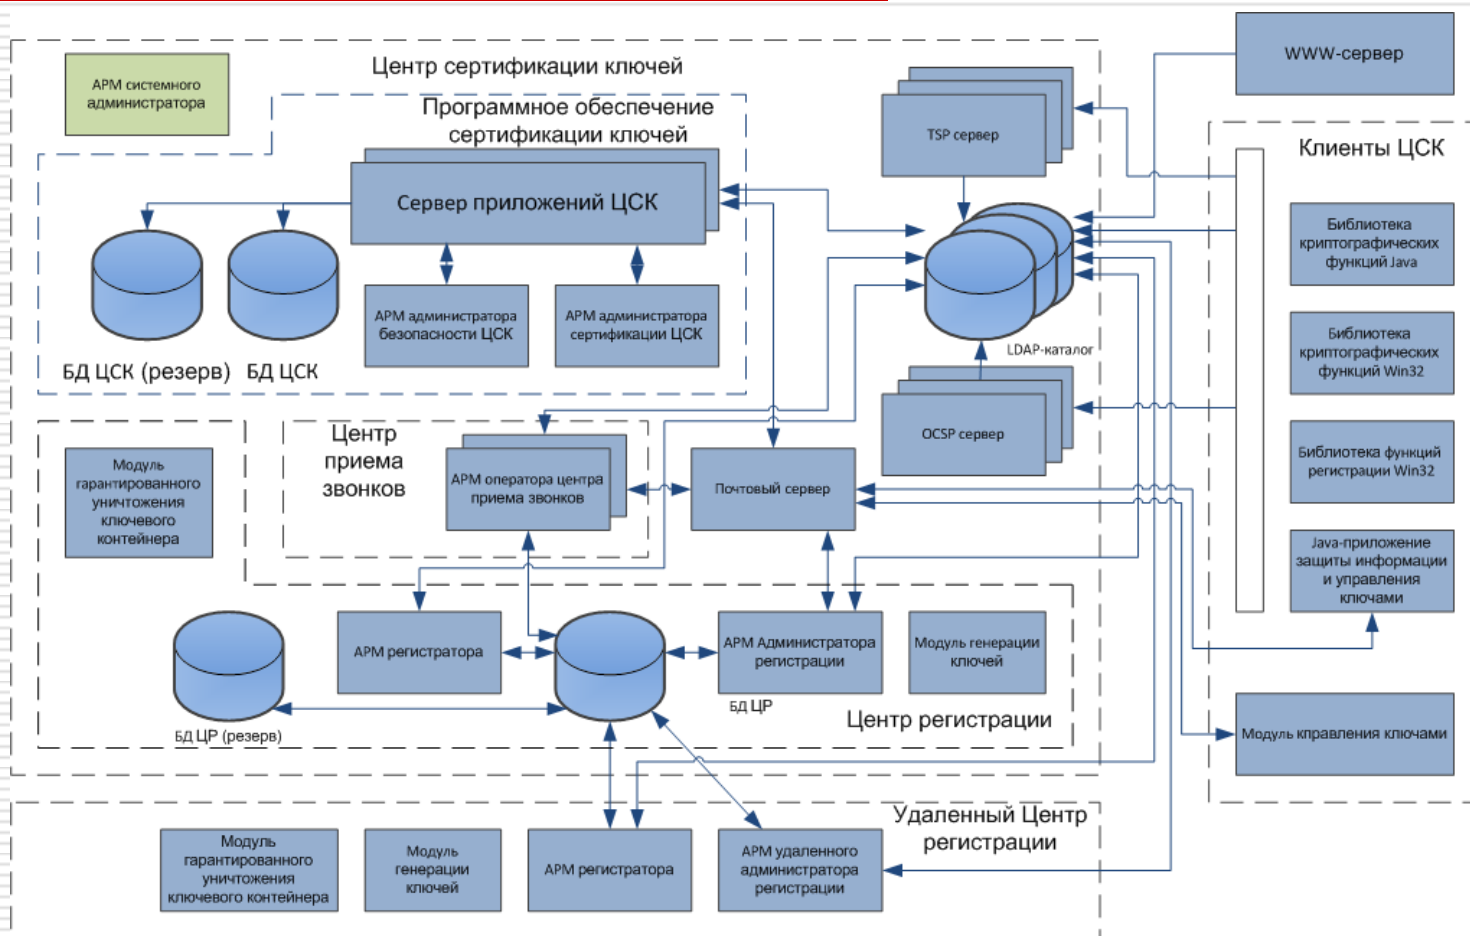 WWW-сервер
АРМ системного
администратора
Центр сертификации ключей
Программное обеспечение
сертификации ключей
TSP сервер
Клиенты ЦСК
Сервер приложений ЦСК
Библиотека
криптографических
функций Java
АРМ администратора
безопасности ЦСК
АРМ администратора
сертификации ЦСК
LDAP-каталог
Библиотека
криптографических
функций Win32
БД ЦСК (резерв)
БД ЦСК
Центр
приема
звонков
OCSP сервер
Библиотека функций
регистрации Win32
Модуль
гарантированного
уничтожения
ключевого
контейнера
АРМ оператора центра
приема звонков
Почтовый сервер
Java-приложение
защиты информации
и управления
ключами
АРМ регистратора
АРМ Администратора
регистрации
Модуль генерации
ключей
БД ЦР
Центр регистрации
БД ЦР (резерв)
Модуль кправления ключами
Удаленный Центр
регистрации
Модуль
гарантированного
уничтожения
ключевого контейнера
Модуль
генерации
ключей
АРМ регистратора
АРМ удаленного
администратора
регистрации